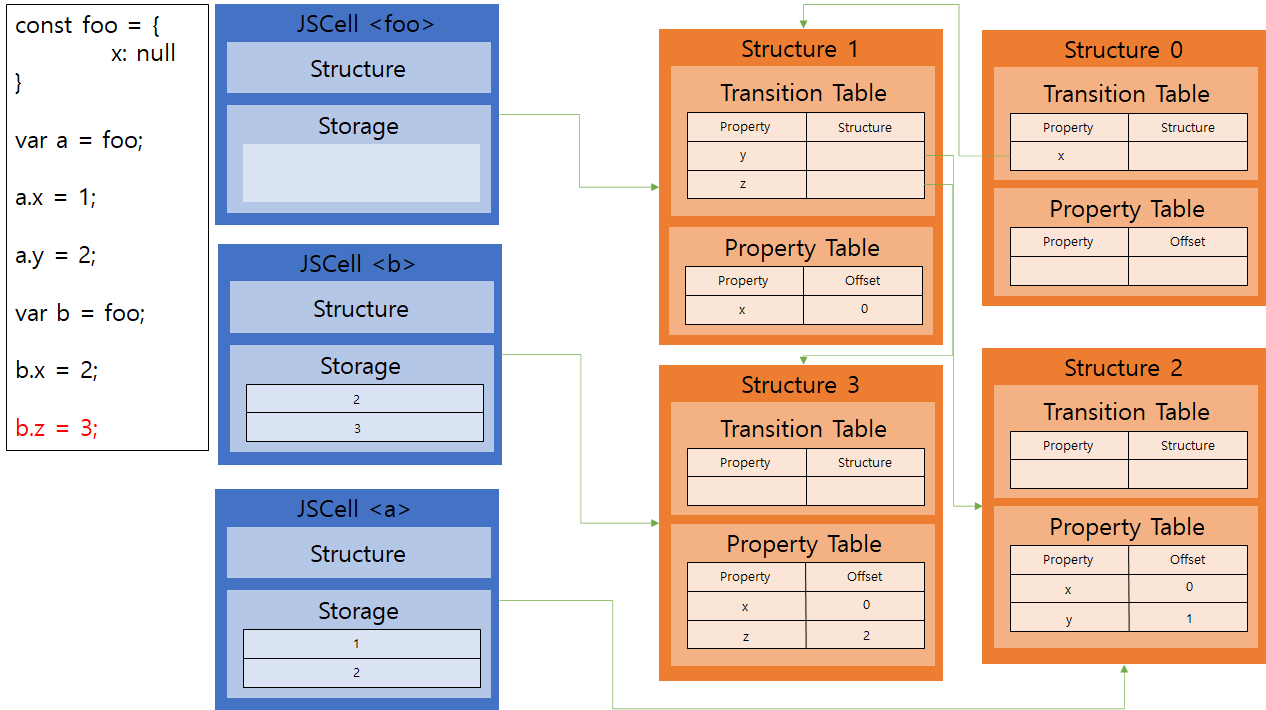 const foo = {
x: null
}
var a = foo;
a.x = 1;
a.y = 2;
var b = foo;
b.x = 2;
b.z = 3;
JSCell <foo>
Structure
Storage
JSCell <b>
Structure
Storage
2
3
JSCell <a>
Structure
Storage
1
2
Structure 1
Transition Table
Property Structure
y
z
Property Table
Property Offset
x 0
Structure 0
Transition Table
Property Structure
x
Property Table
Property Offset
Structure 3
Transition Table
Property Structure
Property Table
Property Offset
x 0
z 2
Structure 2
Transition Table
Property Structure
Property Table
Property Offset
x 0
y 1